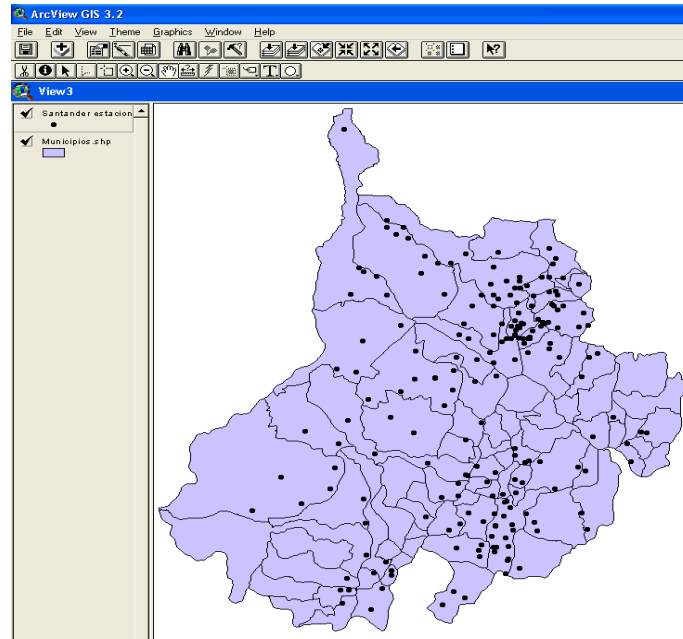 ArcView GIS 3.2
File Edit View Theme Graphics Window Help
View3
Santander estacion
Municipios.shp